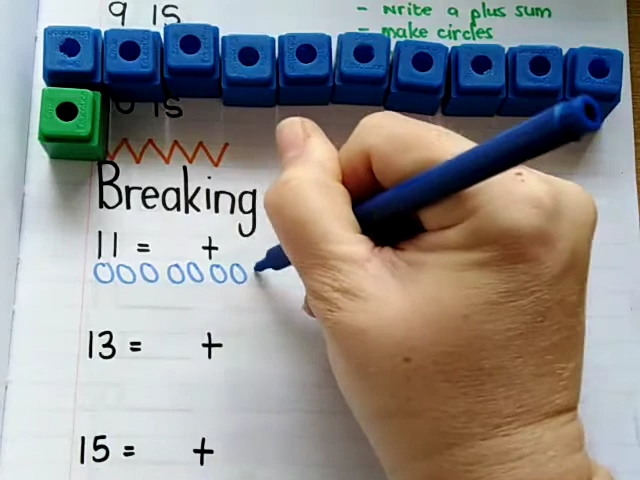 9 is
- Write a plus sum
- make circles
is
Breaking
11 = +
13 = +
15 = +